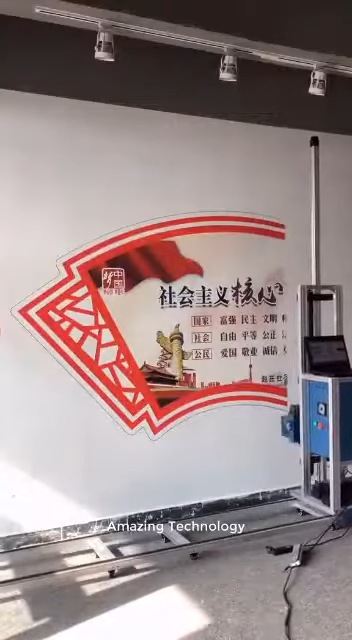 中国
梦
社会主义核心
国家 富强 民主 文明
社会 自由 平等 公正
公民 爱国 敬业 诚信
Amazing Technology